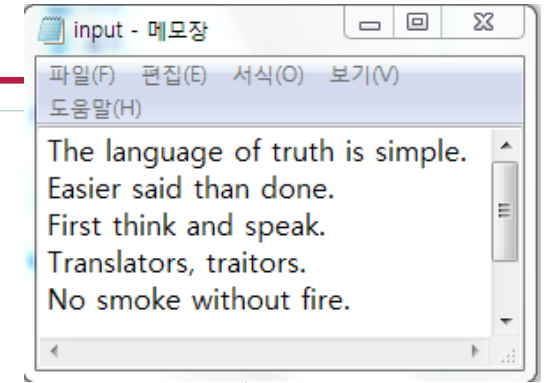 input - 메모장
파일(F) 편집(E) 서식(O) 보기(V)
도움말(H)
The language of truth is simple.
Easier said than done.
First think and speak.
Translators, traitors.
No smoke without fire.